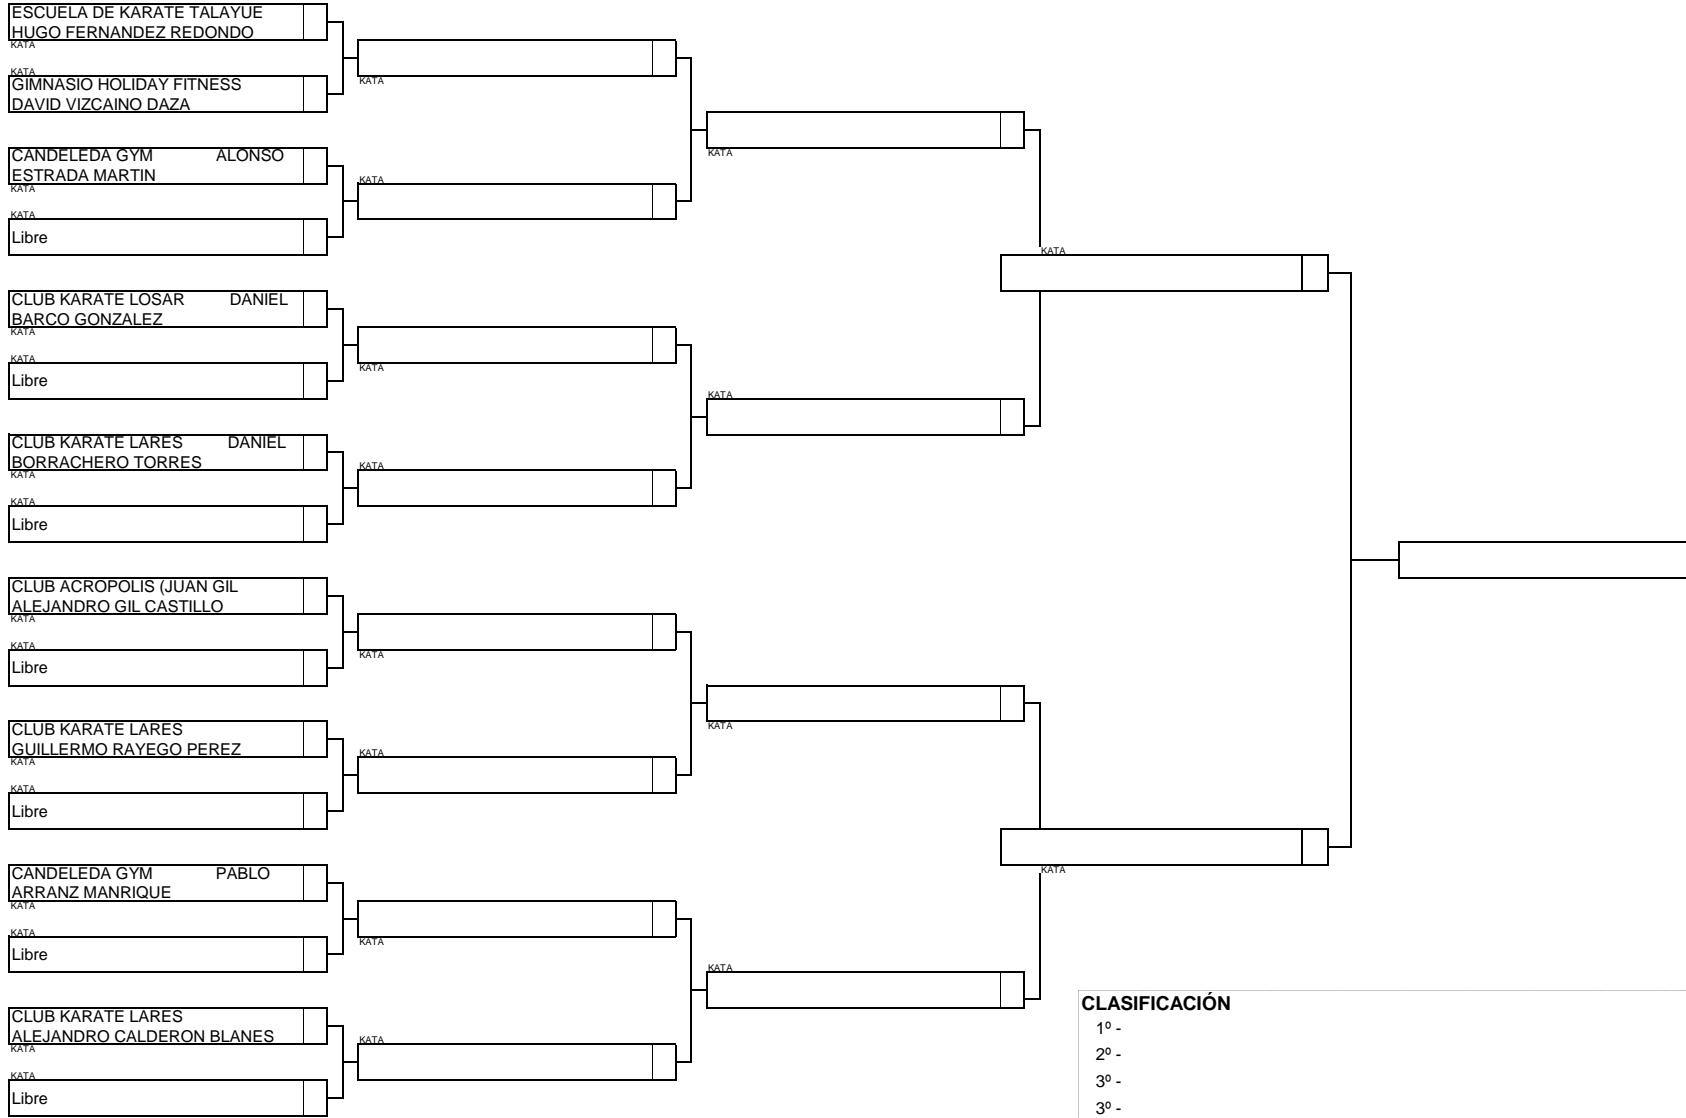 ESCUELA DE KARATE TALAYUE
HUGO FERNANDEZ REDONDO
KATA
KATA
GIMNASIO HOLIDAY FITNESS
DAVID VIZCAINO DAZA
KATA
CANDELEDA GYM ALONSO
ESTRADA MARTIN
KATA
KATA
Libre
KATA
KATA
KATA
CLUB KARATE LOSAR DANIEL
BARCO GONZALEZ
KATA
KATA
Libre
KATA
CLUB KARATE LARES DANIEL
BORRACHERO TORRES
KATA
KATA
Libre
KATA
KATA
CLUB ACROPOLIS (JUAN GIL
ALEJANDRO GIL CASTILLO
KATA
KATA
Libre
KATA
CLUB KARATE LARES
GUILLERMO RAYEGO PEREZ
KATA
KATA
Libre
KATA
KATA
KATA
CANDELEDA GYM PABLO
ARRANZ MANRIQUE
KATA
KATA
Libre
KATA
CLUB KARATE LARES
ALEJANDRO CALDERON BLANES
KATA
KATA
Libre
KATA
KATA
CLASIFICACIÓN
1º -
2º -
3º -
3º -